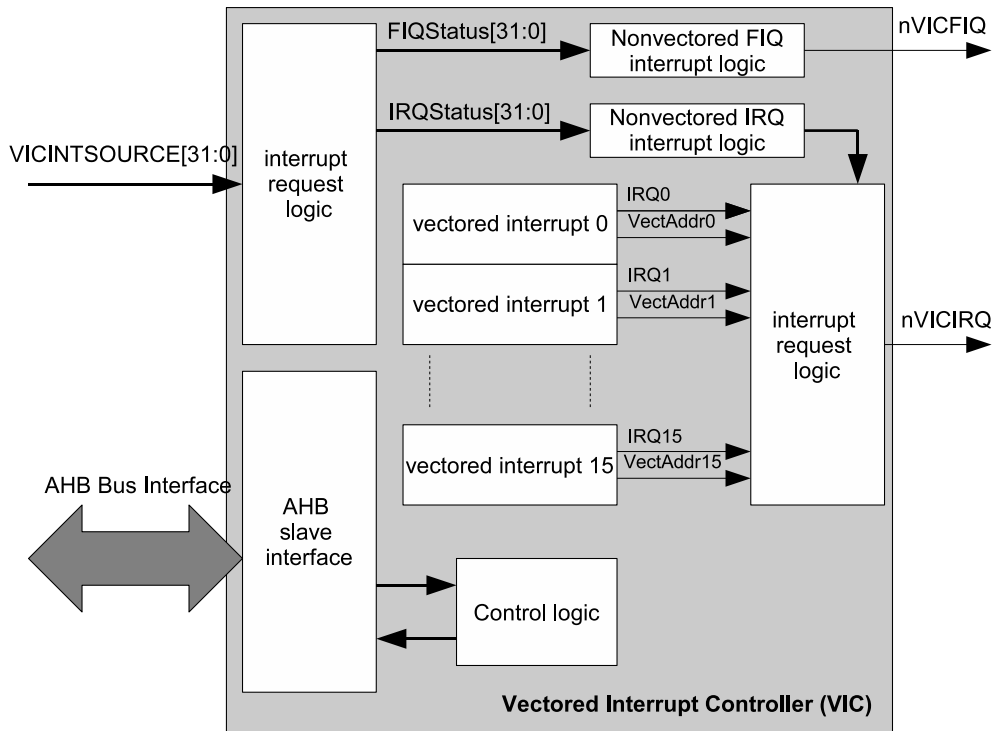 FIQStatus[31:0]
Nonvectored FIQ
interrupt logic
nVICFIQ
IRQStatus[31:0]
Nonvectored IRQ
interrupt logic
VICINTSOURCE[31:0]
interrupt
request
logic
vectored interrupt 0
IRQ0
VectAddr0
vectored interrupt 1
IRQ1
VectAddr1
interrupt
request
logic
nVICIRQ
vectored interrupt 15
IRQ15
VectAddr15
AHB Bus Interface
AHB
slave
interface
Control logic
Vectored Interrupt Controller (VIC)